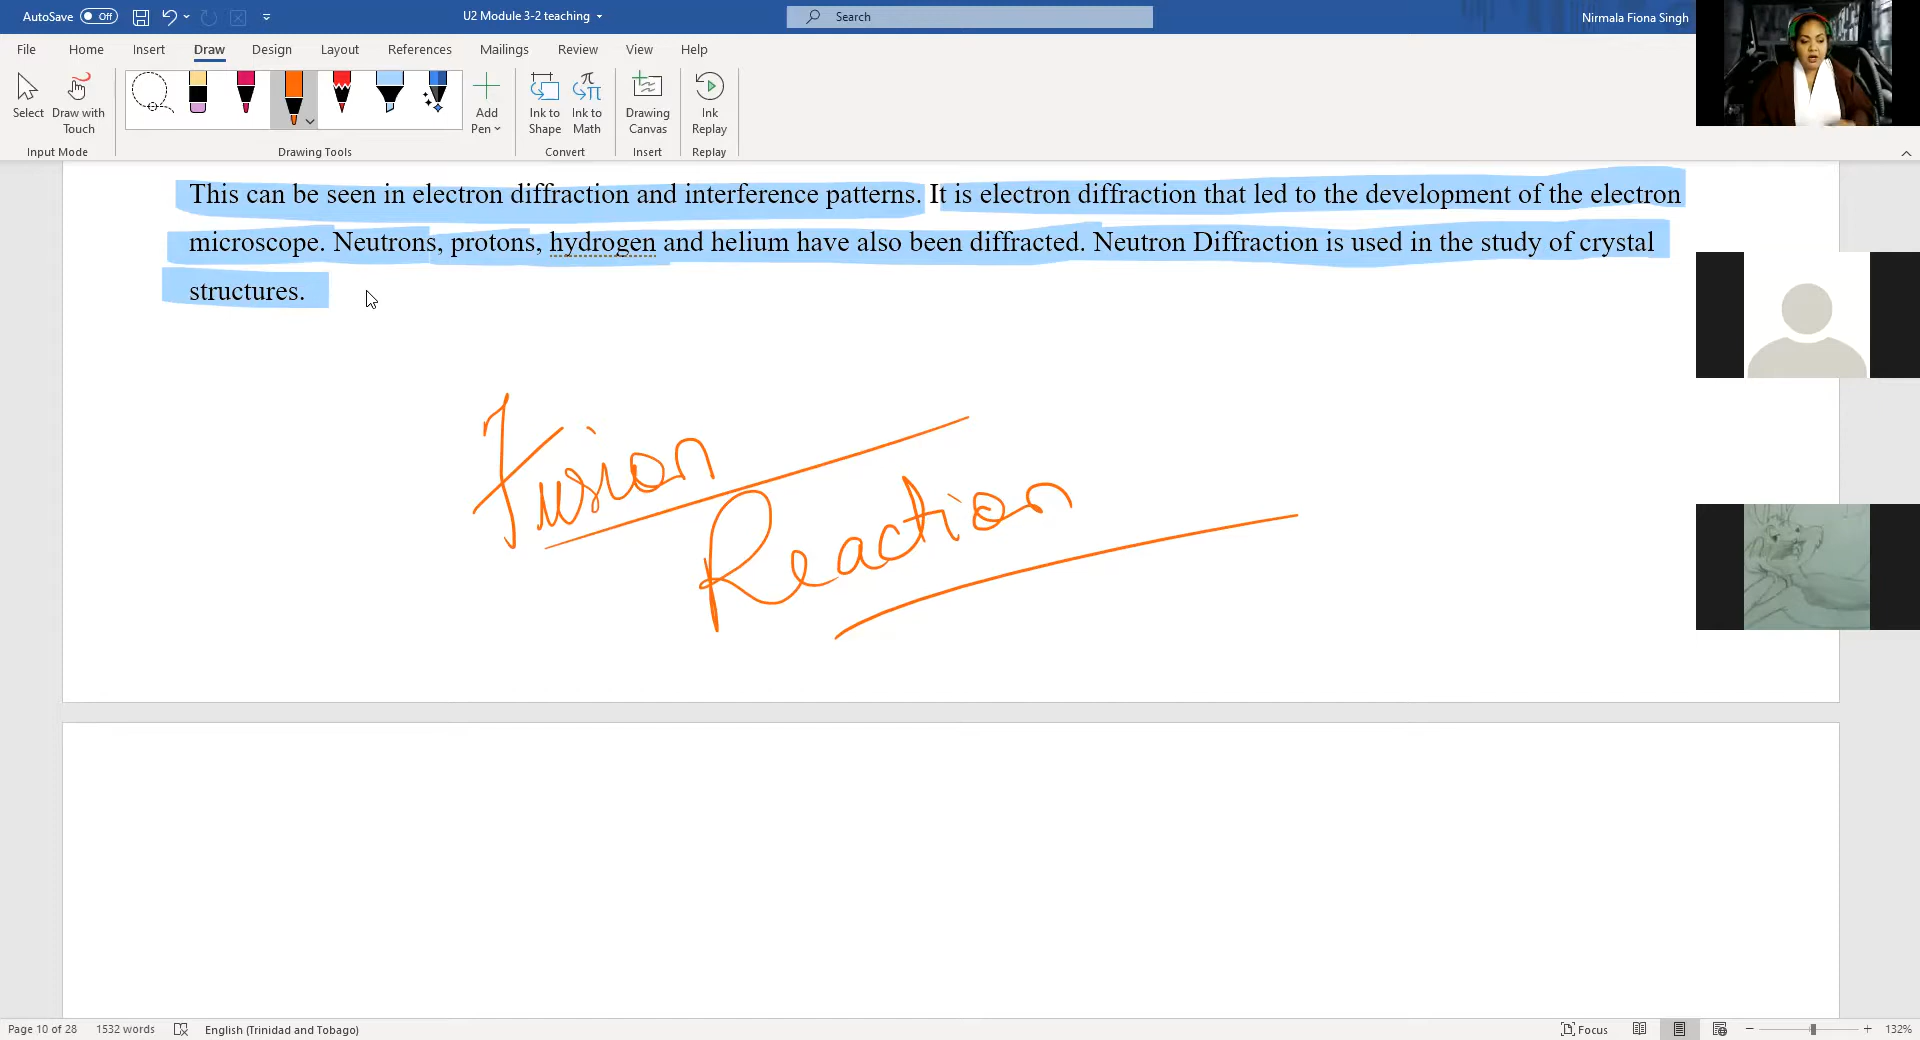 AutoSave Off U2 Module 3-2 teaching Search Nirmala Fiona Singh
File Home Insert Draw Design Layout References Mailings Review View Help
Select Draw with Touch Add Pen Ink to Shape Ink to Math Drawing Canvas Ink Replay
Input Mode Drawing Tools Convert Insert Replay
This can be seen in electron diffraction and interference patterns. It is electron diffraction that led to the development of the electron
microscope. Neutrons, protons, hydrogen and helium have also been diffracted. Neutron Diffraction is used in the study of crystal
structures.
Fusion
Reaction
Page 10 of 28 1532 words English (Trinidad and Tobago) Focus 132%